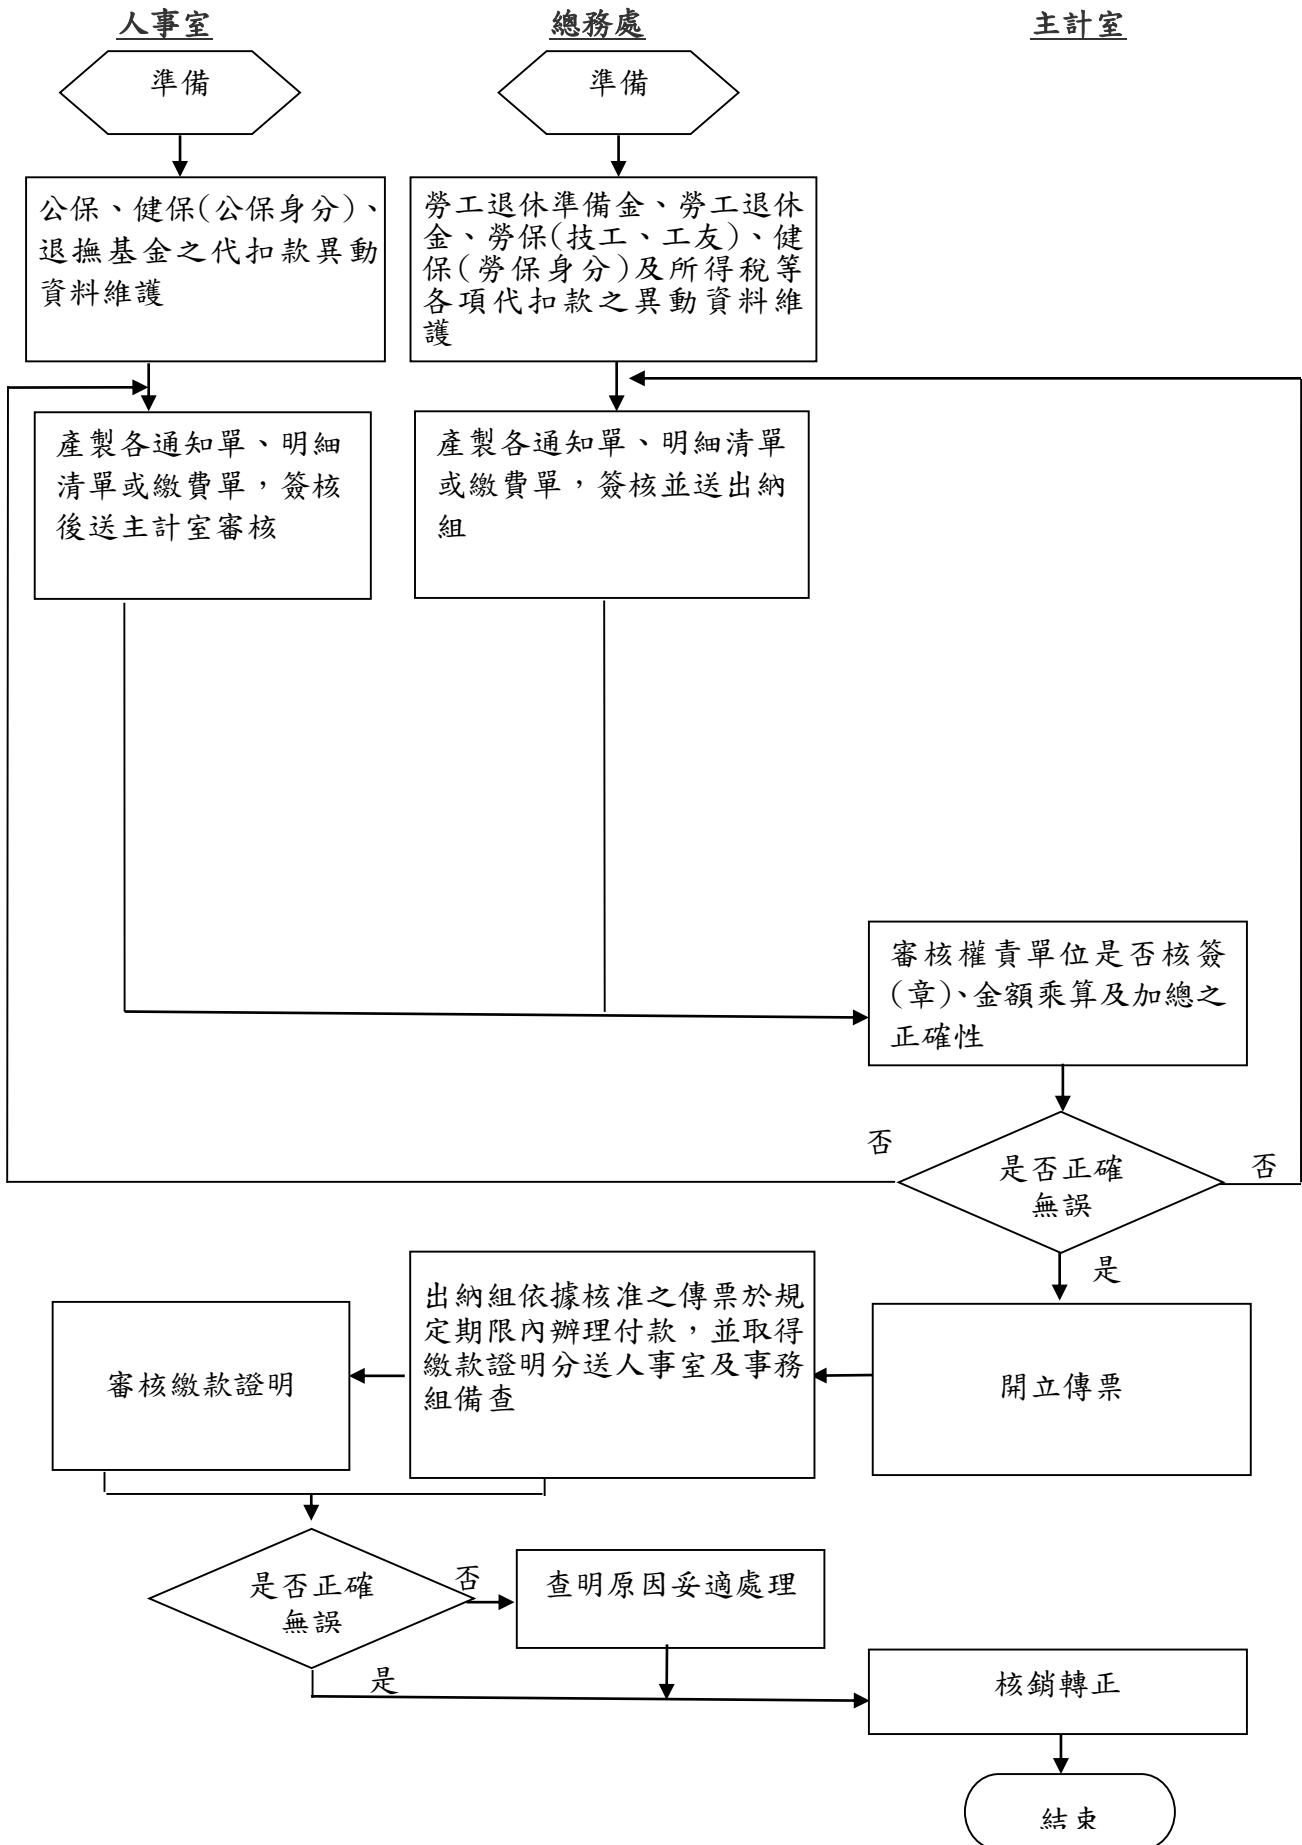 人事室
總務處
主計室
準備
準備
公保、健保(公保身分)、
退撫基金之代扣款異動
資料維護
勞工退休準備金、勞工退休
金、勞保(技工、工友)、健
保(勞保身分)及所得稅等
各項代扣款之異動資料維
護
產製各通知單、明細
清單或繳費單，簽核
後送主計室審核
產製各通知單、明細清單
或繳費單，簽核並送出納
組
審核權責單位是否核簽
(章)、金額乘算及加總之
正確性
否
是否正確
無誤
否
是
出納組依據核准之傳票於規
定期限內辦理付款，並取得
繳款證明分送人事室及事務
組備查
審核繳款證明
開立傳票
是否正確
無誤
否
查明原因妥適處理
是
核銷轉正
結束